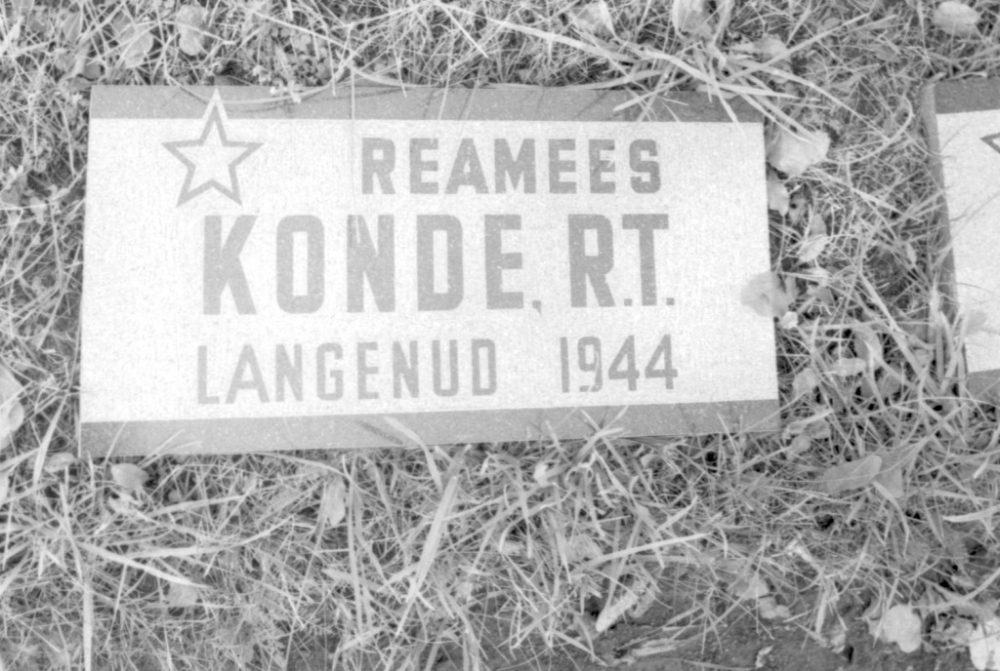 REAMEES
KONDE, R.T.
LANGENUD 1944